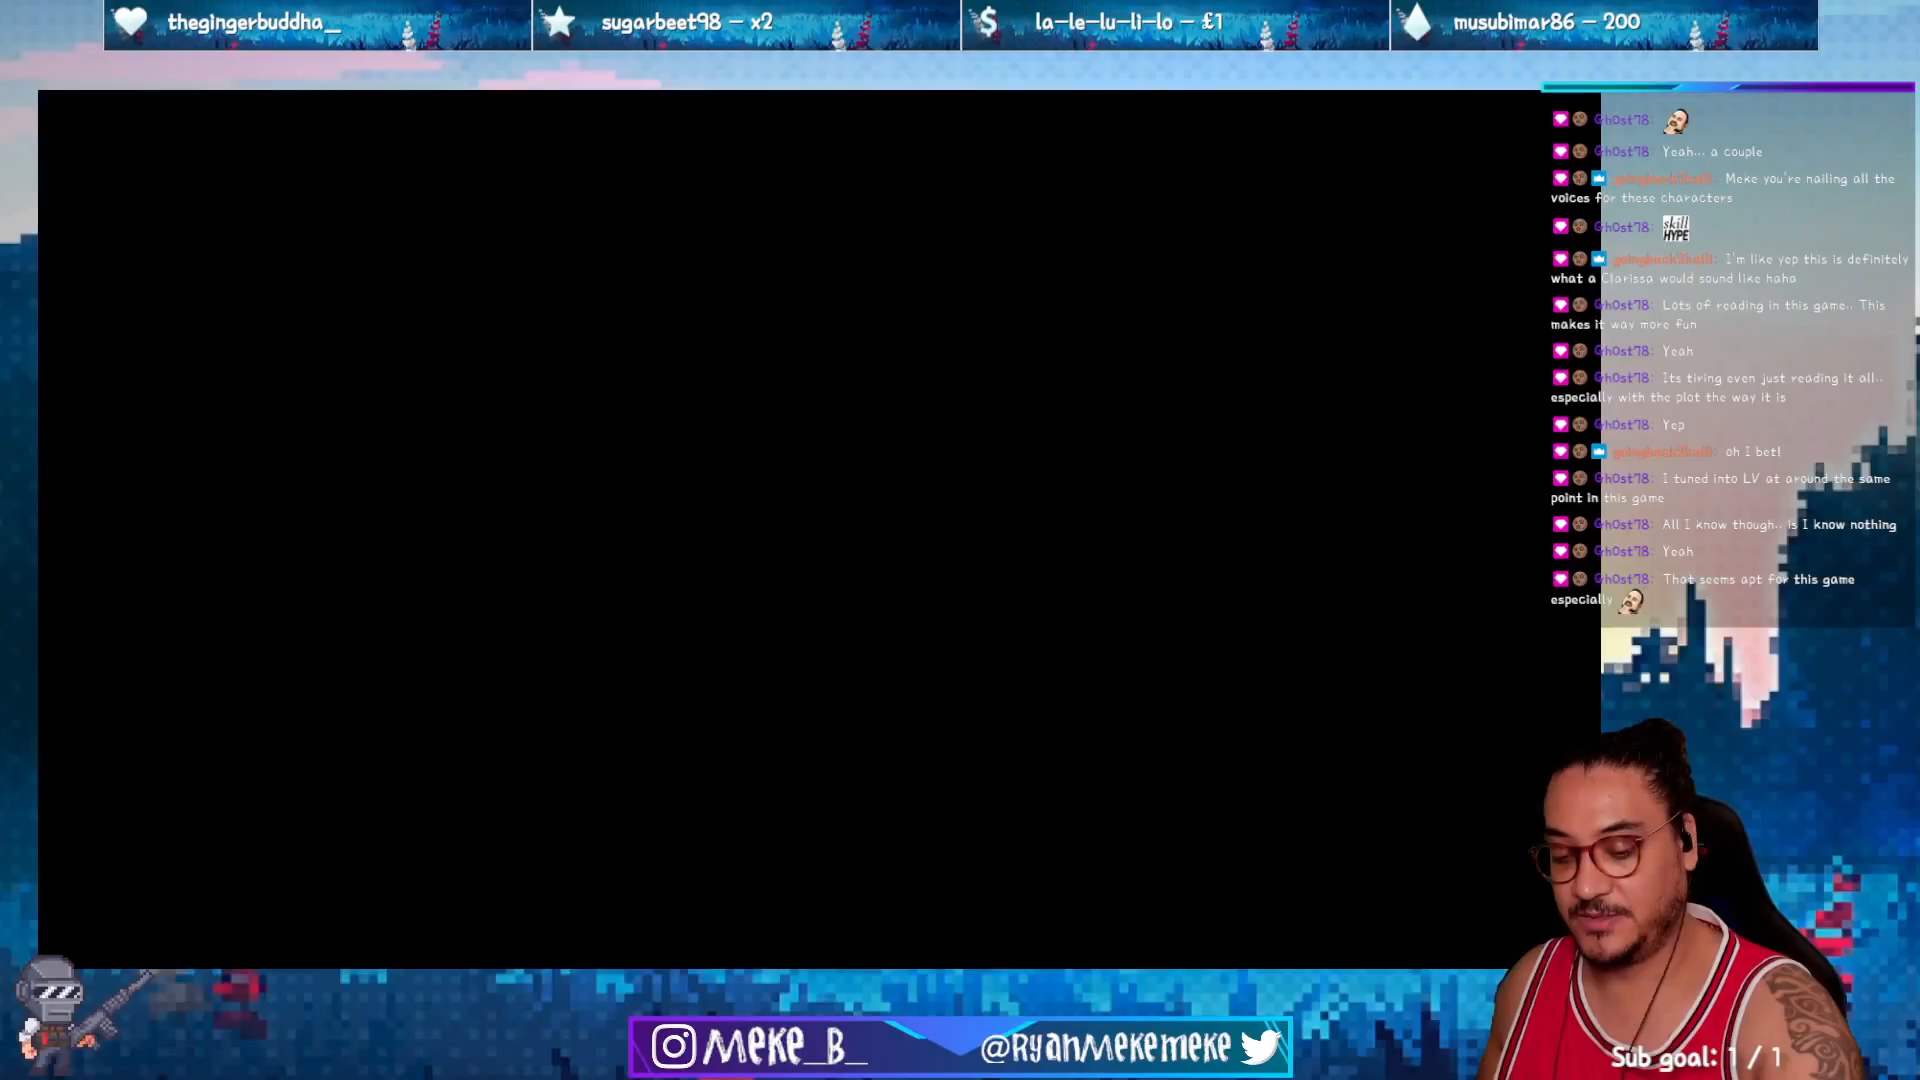 thegingerbuddha_
sugarbeet98 – x2
la-le-lu-li-lo – £1
musubimar86 – 200
Gh0st78:
Gh0st78: Yeah... a couple
Meke you're nailing all the
voices for these characters
Gh0st78: skill
HYPE
I'm like yep this is definitely
what a Clarissa would sound like haha
Gh0st78: Lots of reading in this game.. This
makes it way more fun
Gh0st78: Yeah
Gh0st78: Its tiring even just reading it all..
especially with the plot the way it is
Gh0st78: Yep
oh I bet!
Gh0st78: I tuned into LV at around the same
point in this game
Gh0st78: All I know though.. is I know nothing
Gh0st78: Yeah
Gh0st78: That seems apt for this game
especially
Meke_B_
@RyanMekemeke
Sub goal: 1 / 1